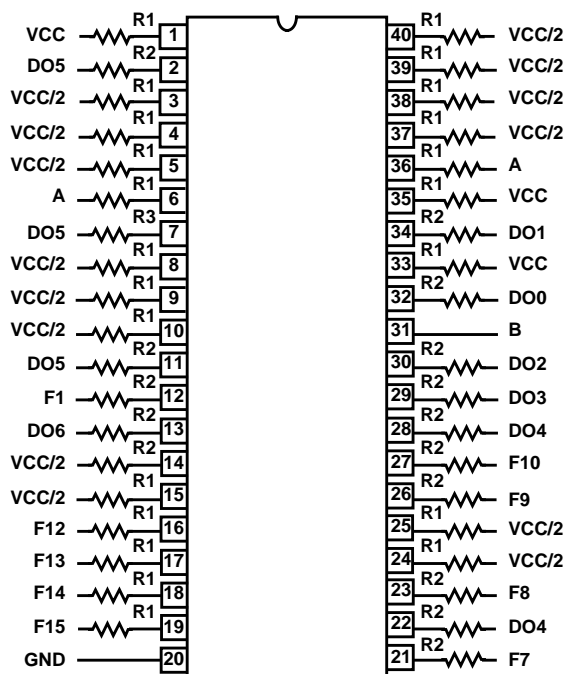 VCC R1 1 40 R1 VCC/2
DO5 R2 2 39 R1 VCC/2
VCC/2 R1 3 38 R1 VCC/2
VCC/2 R1 4 37 R1 VCC/2
VCC/2 R1 5 36 R1 A
A R1 6 35 R1 VCC
DO5 R3 7 34 R2 DO1
VCC/2 R1 8 33 R1 VCC
VCC/2 R1 9 32 R2 DO0
VCC/2 R1 10 31 B
DO5 R2 11 30 R2 DO2
F1 R2 12 29 R2 DO3
DO6 R2 13 28 R2 DO4
VCC/2 R2 14 27 R2 F10
VCC/2 R1 15 26 R2 F9
F12 R1 16 25 R1 VCC/2
F13 R1 17 24 R1 VCC/2
F14 R1 18 23 R2 F8
F15 R1 19 22 R2 DO4
GND 20 21 R2 F7